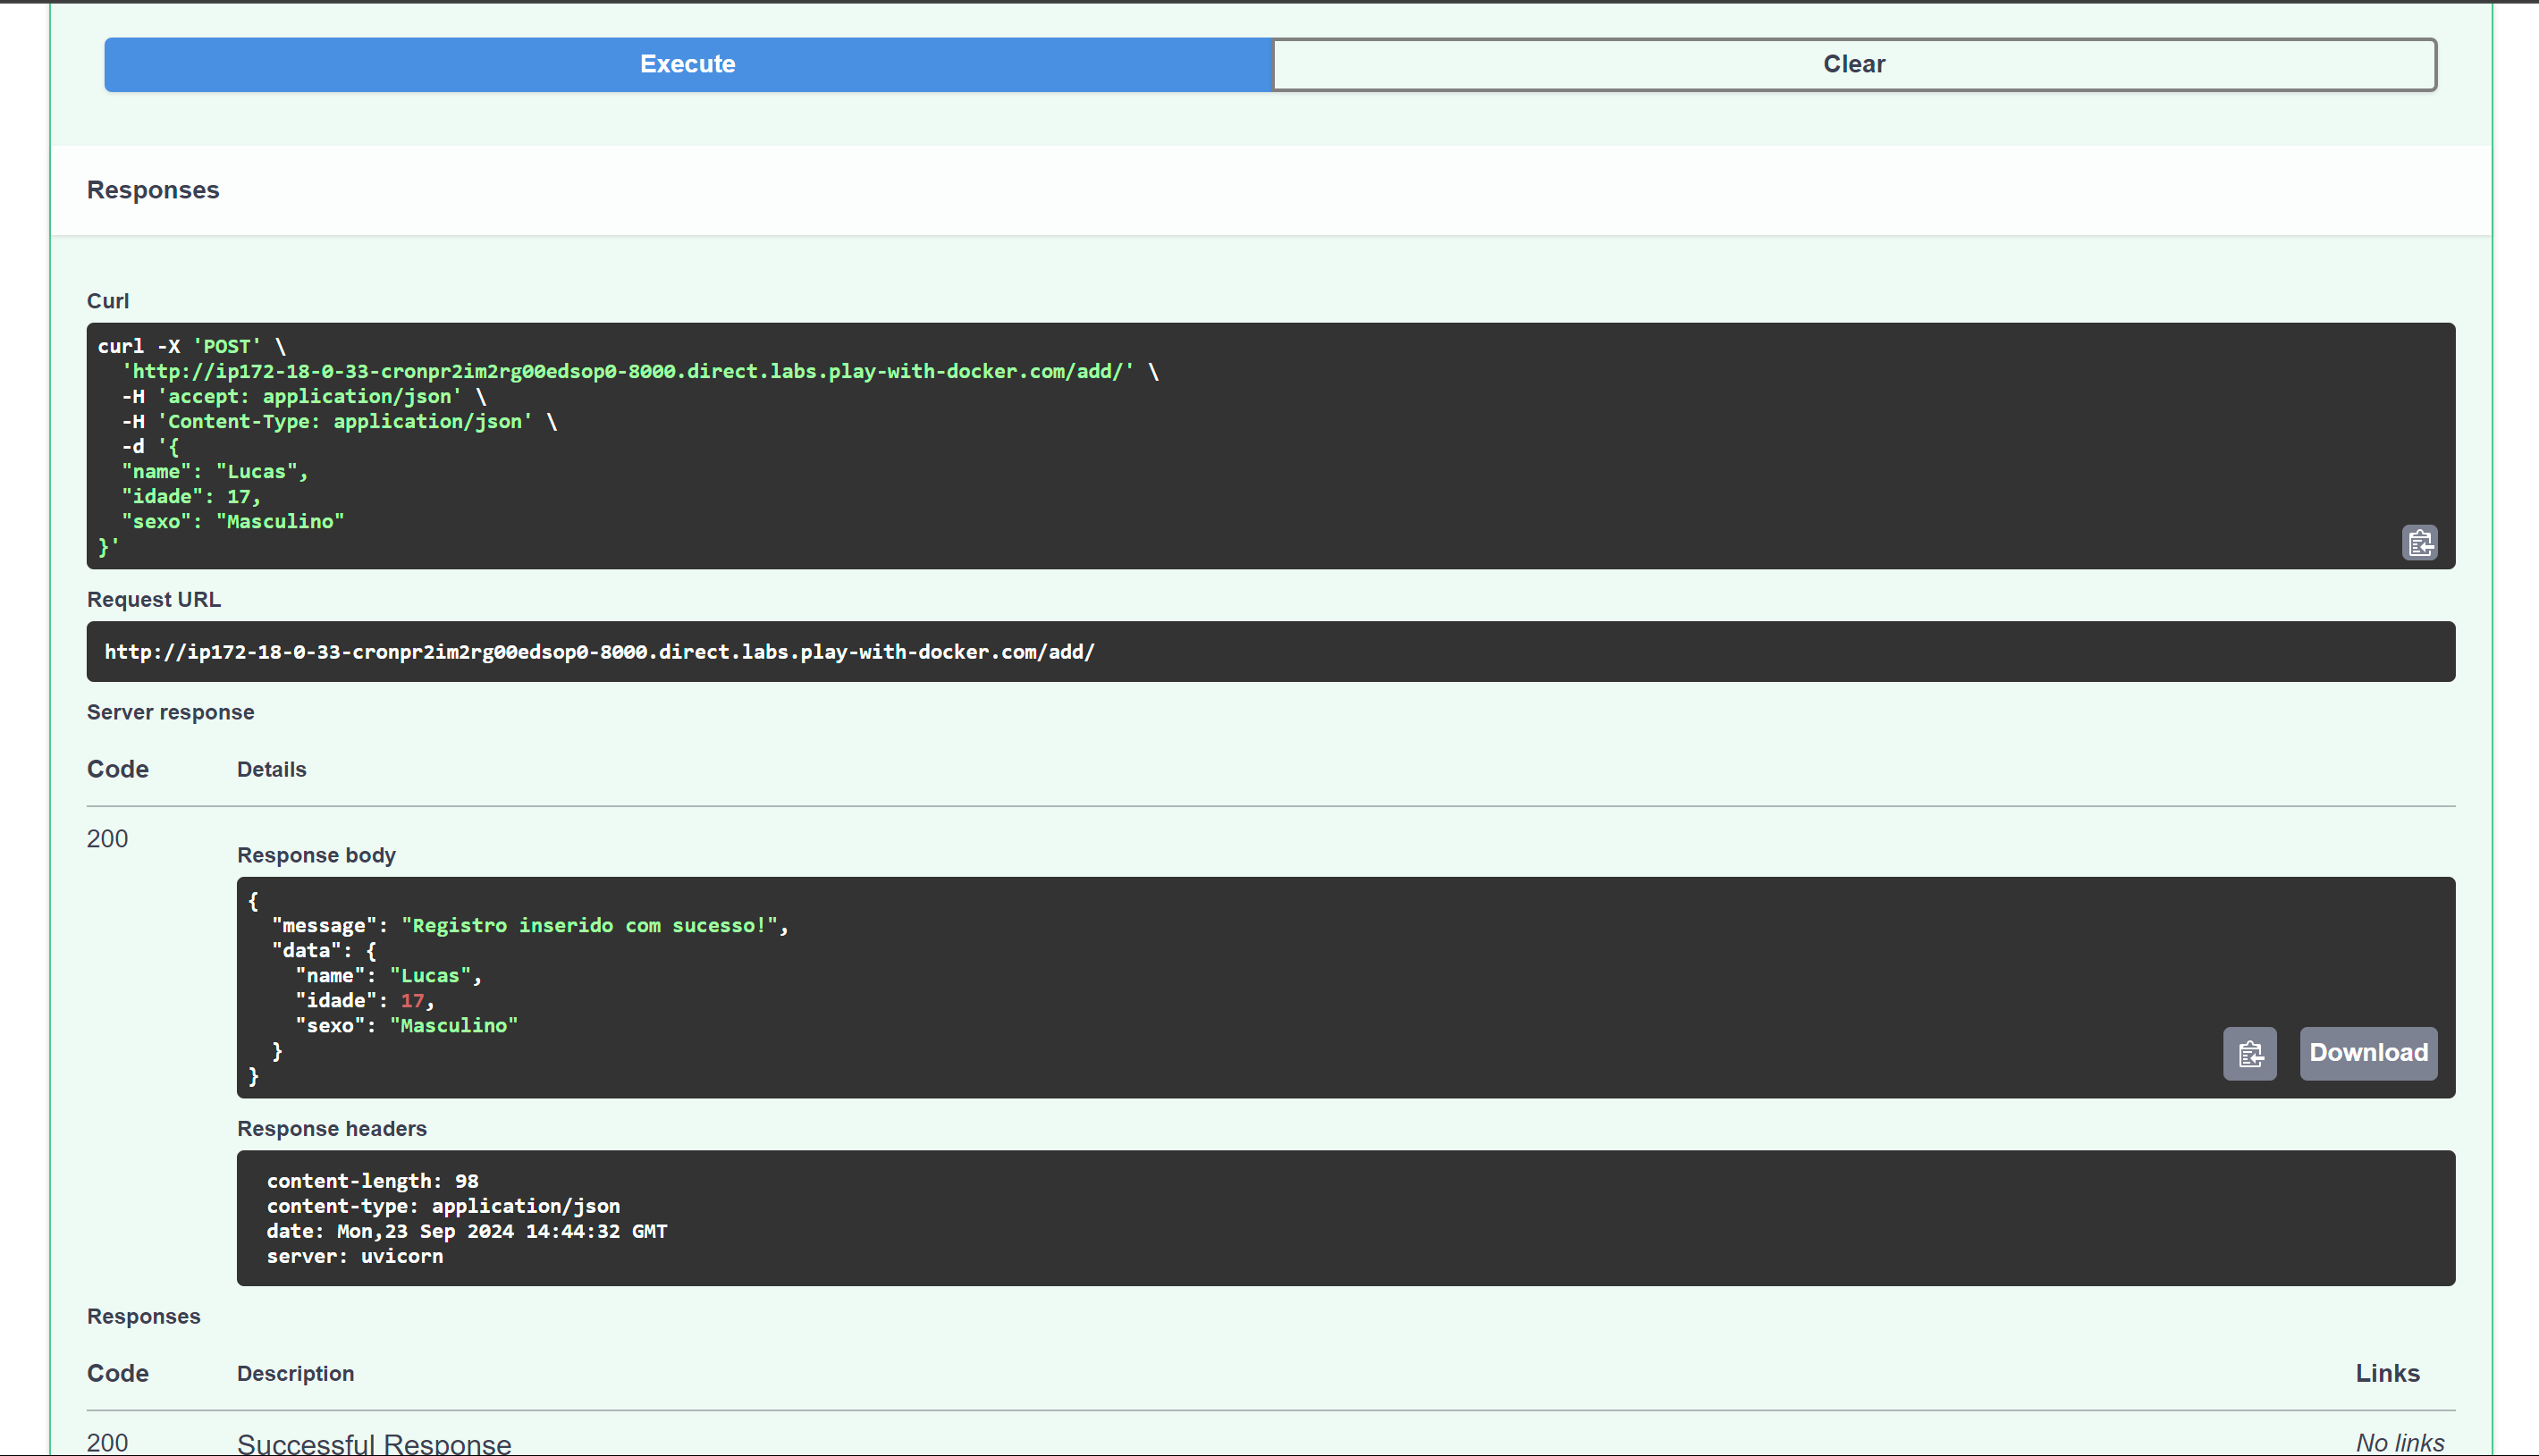 Execute
Clear
Responses
Curl
curl -X 'POST' \
'http://ip172-18-0-33-cronpr2im2rg00edsop0-8000.direct.labs.play-with-docker.com/add/' \
-H 'accept: application/json' \
-H 'Content-Type: application/json' \
-d '{
"name": "Lucas",
"idade": 17,
"sexo": "Masculino"
}'
Request URL
http://ip172-18-0-33-cronpr2im2rg00edsop0-8000.direct.labs.play-with-docker.com/add/
Server response
Code Details
200
Response body
{
"message": "Registro inserido com sucesso!",
"data": {
"name": "Lucas",
"idade": 17,
"sexo": "Masculino"
}
}
Download
Response headers
content-length: 98
content-type: application/json
date: Mon,23 Sep 2024 14:44:32 GMT
server: uvicorn
Responses
Code Description Links
200 Successful Response No links